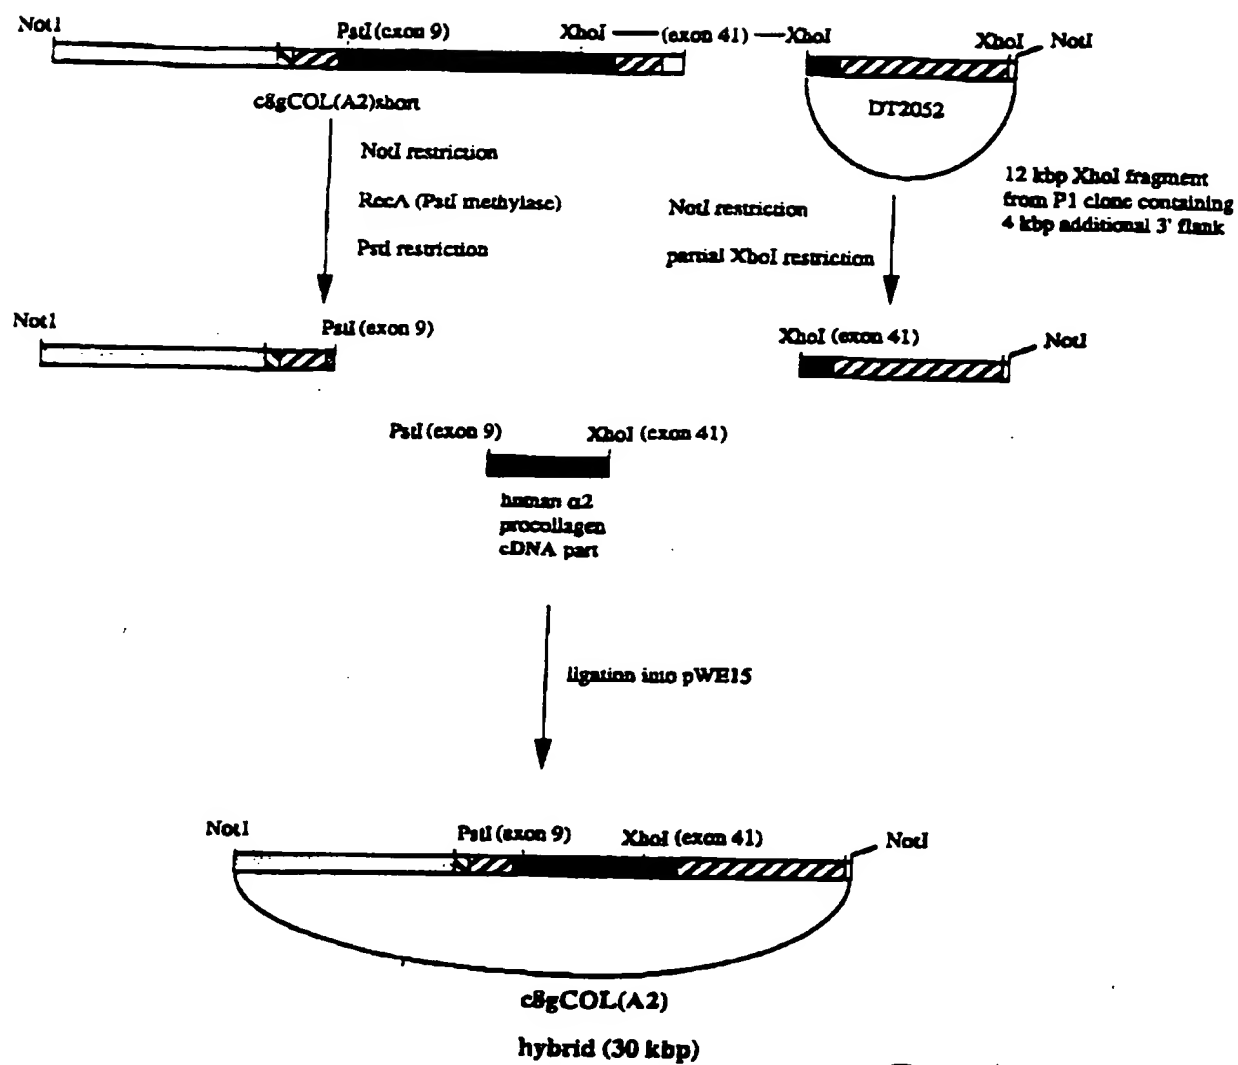 Not1
PstI (exon 9)
XhoI — (exon 41) — XhoI
XhoI
NotI
c8gCOL(A2)short
DT2052
NotI restriction
RecA (PstI methylase)
PstI restriction
NotI restriction
partial XhoI restriction
12 kbp XhoI fragment
from P1 clone containing
4 kbp additional 3' flank
Not1
PstI (exon 9)
XhoI (exon 41)
NotI
PstI (exon 9)
XhoI (exon 41)
human α2
procollagen
cDNA part
ligation into pWE15
NotI
PstI (exon 9)
XhoI (exon 41)
NotI
c8gCOL(A2)
hybrid (30 kbp)